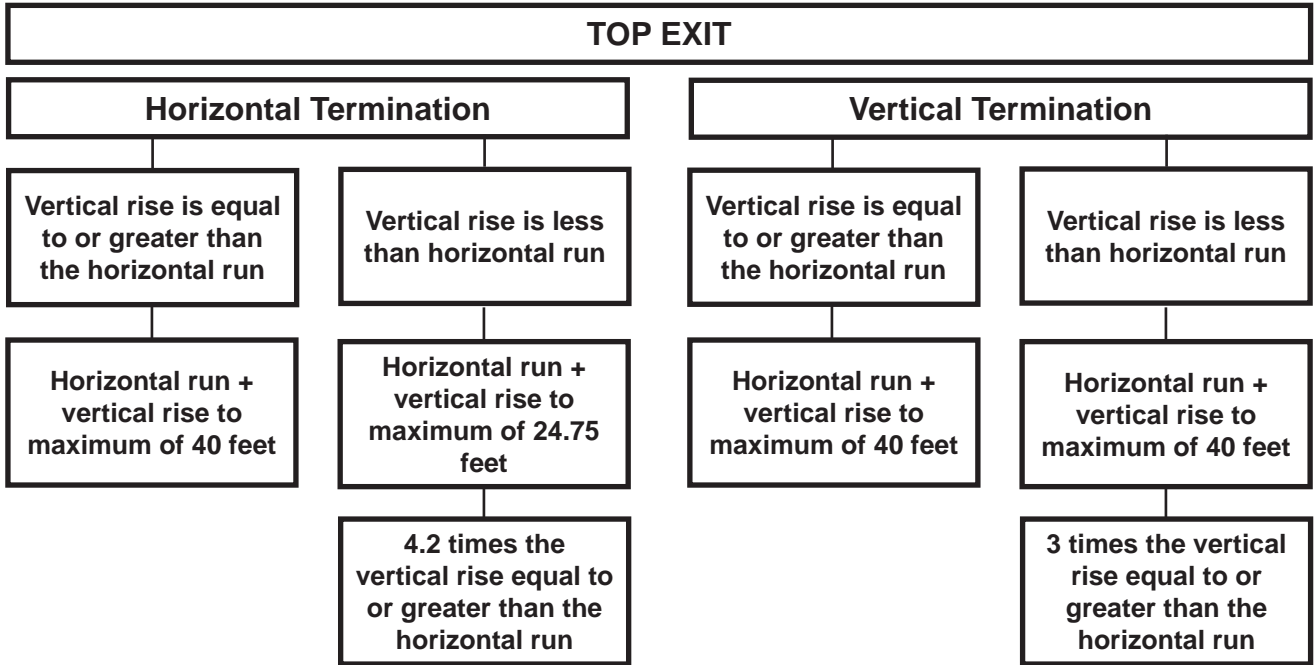 TOP EXIT
Horizontal Termination
Vertical Termination
Vertical rise is equal
to or greater than
the horizontal run
Vertical rise is less
than horizontal run
Vertical rise is equal
to or greater than
the horizontal run
Vertical rise is less
than horizontal run
Horizontal run +
vertical rise to
maximum of 40 feet
Horizontal run +
vertical rise to
maximum of 24.75
feet
Horizontal run +
vertical rise to
maximum of 40 feet
Horizontal run +
vertical rise to
maximum of 40 feet
4.2 times the
vertical rise equal to
or greater than the
horizontal run
3 times the vertical
rise equal to or
greater than the
horizontal run